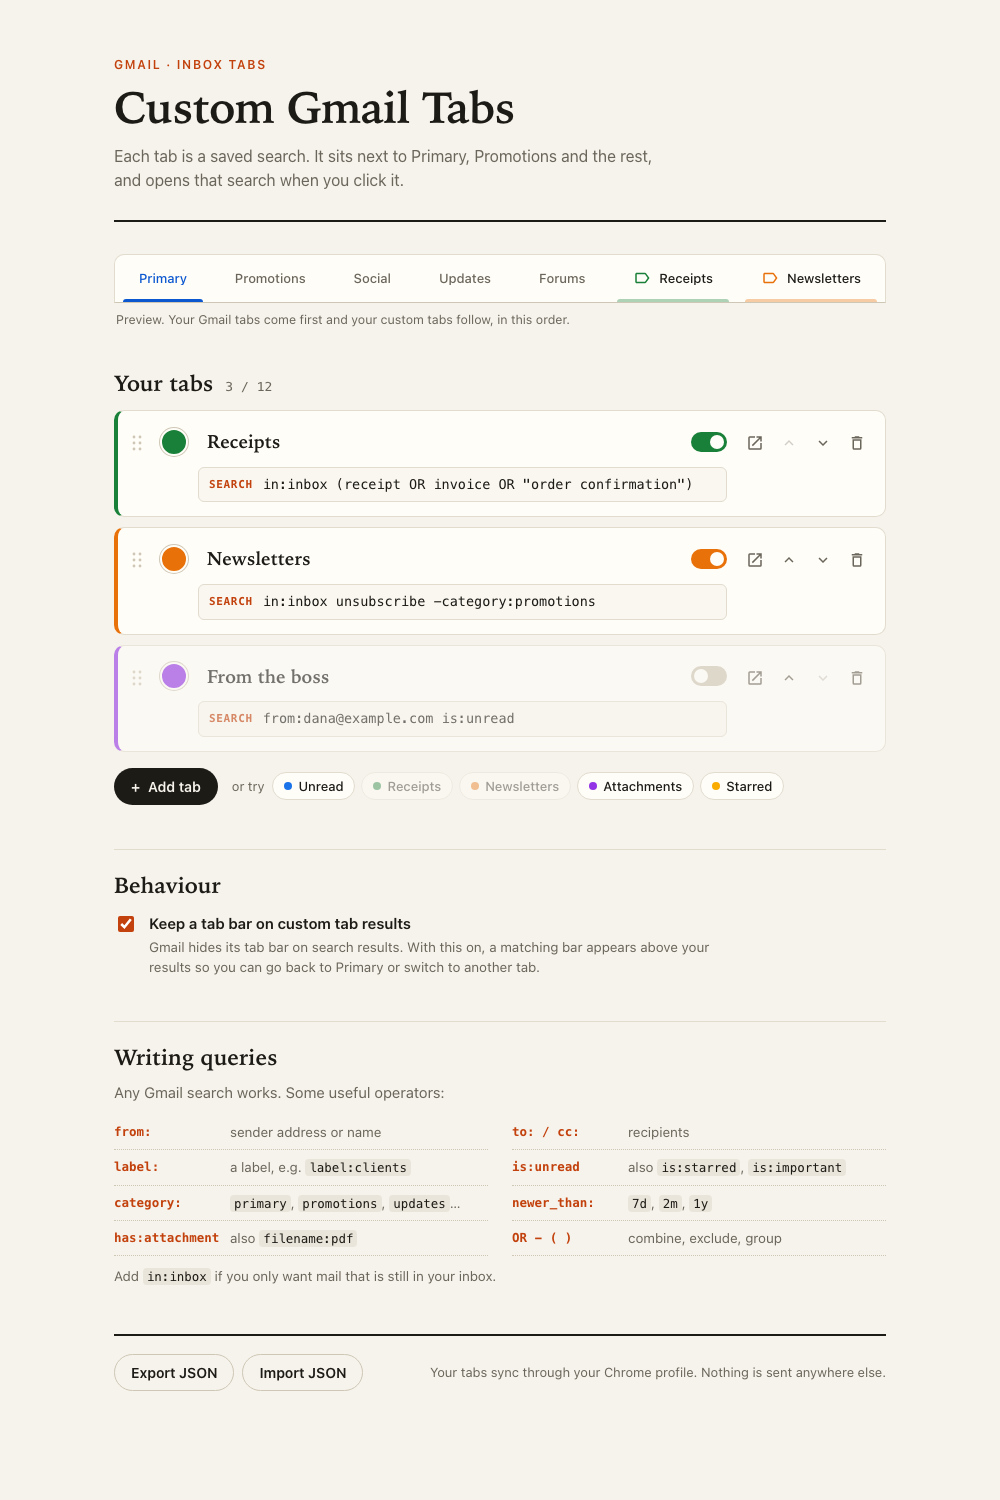 GMAIL · INBOX TABS
Custom Gmail Tabs
Each tab is a saved search. It sits next to Primary, Promotions and the rest,
and opens that search when you click it.
Primary Promotions Social Updates Forums Receipts Newsletters
Preview. Your Gmail tabs come first and your custom tabs follow, in this order.
Your tabs 3 / 12
Receipts
SEARCH in:inbox (receipt OR invoice OR "order confirmation")
Newsletters
SEARCH in:inbox unsubscribe -category:promotions
From the boss
SEARCH from:dana@example.com is:unread
+ Add tab or try Unread Receipts Newsletters Attachments Starred
Behaviour
Keep a tab bar on custom tab results
Gmail hides its tab bar on search results. With this on, a matching bar appears above your
results so you can go back to Primary or switch to another tab.
Writing queries
Any Gmail search works. Some useful operators:
from: sender address or name
to: / cc: recipients
label: a label, e.g. label:clients
is:unread also is:starred, is:important
category: primary, promotions, updates…
newer_than: 7d, 2m, 1y
has:attachment also filename:pdf
OR - ( ) combine, exclude, group
Add in:inbox if you only want mail that is still in your inbox.
Export JSON Import JSON Your tabs sync through your Chrome profile. Nothing is sent anywhere else.